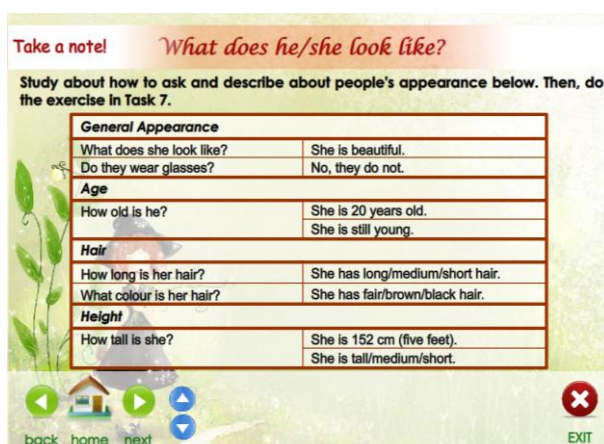 Take a note!
What does he/she look like?
Study about how to ask and describe about people's appearance below. Then, do
the exercise in Task 7.
General Appearance
What does she look like? She is beautiful.
Do they wear glasses? No, they do not.
Age
How old is he? She is 20 years old.
She is still young.
Hair
How long is her hair? She has long/medium/short hair.
What colour is her hair? She has fair/brown/black hair.
Height
How tall is she? She is 152 cm (five feet).
She is tall/medium/short.
back home next EXIT